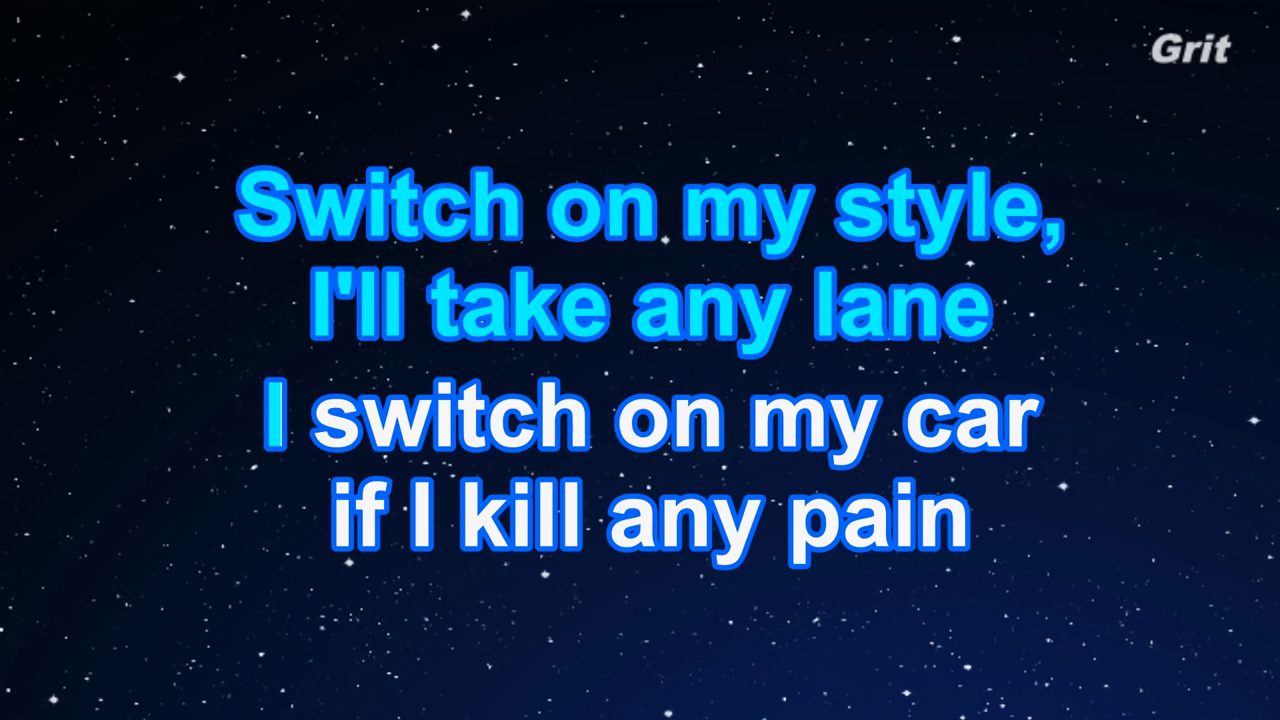 Grit
Switch on my style,
I'll take any lane
I switch on my car
if I kill any pain